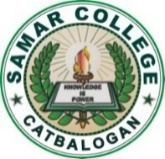 SAMAR COLLEGE
KNOWLEDGE
IS
POWER
CATBALOGAN